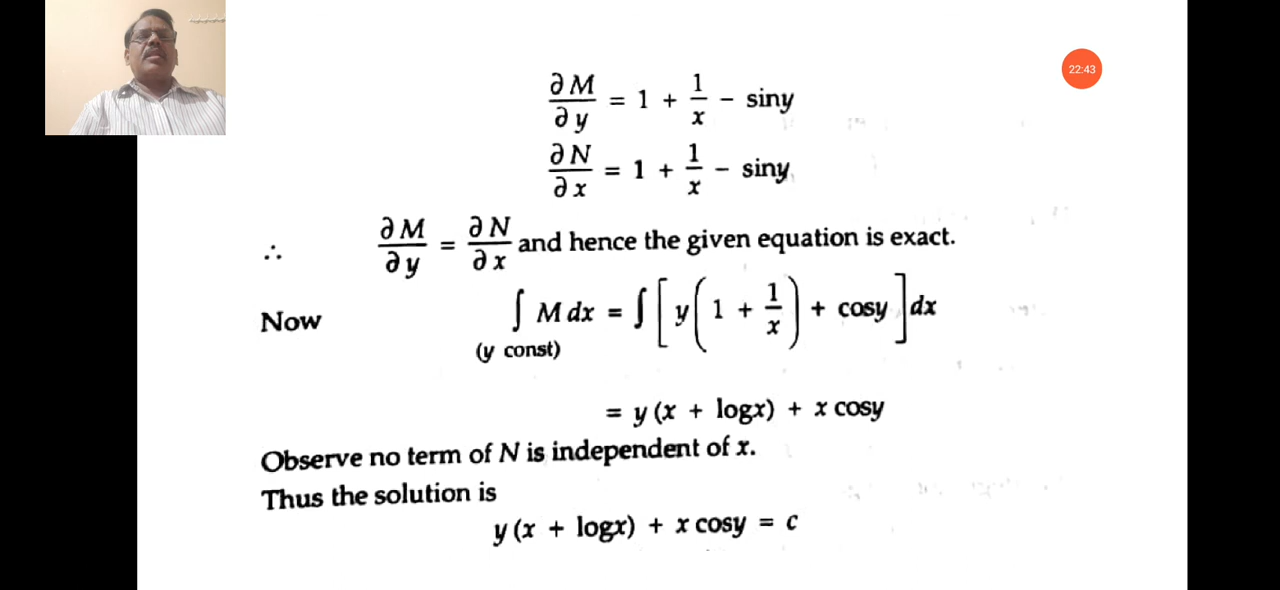 22:43
∂M/∂y = 1 + 1/x − siny
∂N/∂x = 1 + 1/x − siny
∴ ∂M/∂y = ∂N/∂x and hence the given equation is exact.
Now ∫ M dx = ∫ [ y( 1 + 1/x ) + cosy ] dx
(y const)
= y (x + logx) + x cosy
Observe no term of N is independent of x.
Thus the solution is
y (x + logx) + x cosy = c